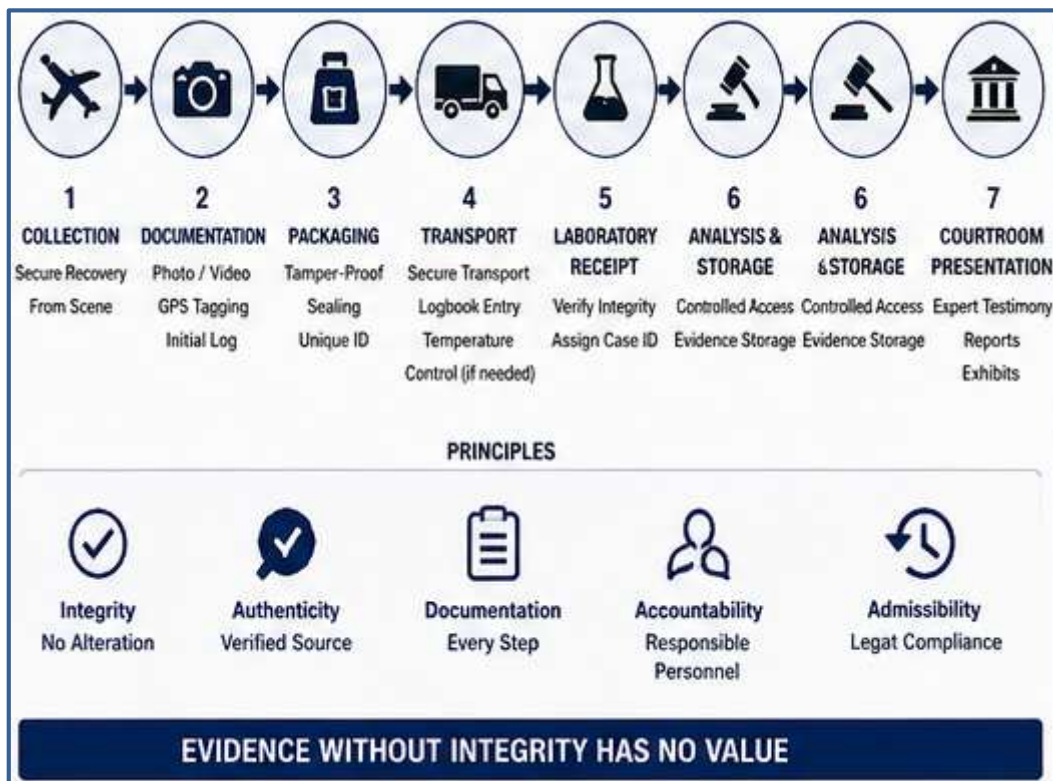 1
COLLECTION
Secure Recovery
From Scene
2
DOCUMENTATION
Photo / Video
GPS Tagging
Initial Log
3
PACKAGING
Tamper-Proof
Sealing
Unique ID
4
TRANSPORT
Secure Transport
Logbook Entry
Temperature
Control (if needed)
5
LABORATORY
RECEIPT
Verify Integrity
Assign Case ID
6
ANALYSIS &
STORAGE
Controlled Access
Evidence Storage
6
ANALYSIS
&STORAGE
Controlled Access
Evidence Storage
7
COURTROOM
PRESENTATION
Expert Testimony
Reports
Exhibits
PRINCIPLES
Integrity
No Alteration
Authenticity
Verified Source
Documentation
Every Step
Accountability
Responsible
Personnel
Admissibility
Legat Compliance
EVIDENCE WITHOUT INTEGRITY HAS NO VALUE